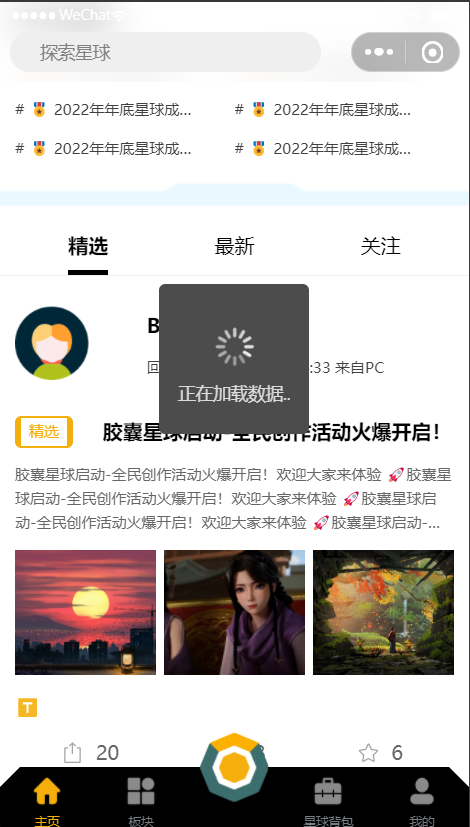 WeChat
探索星球
# 2022年年底星球成... # 2022年年底星球成...
# 2022年年底星球成... # 2022年年底星球成...
精选 最新 关注
B
回 :33 来自PC
正在加载数据..
精选 胶囊星球启动-全民创作活动火爆开启！
胶囊星球启动-全民创作活动火爆开启！欢迎大家来体验 🚀胶囊星
球启动-全民创作活动火爆开启！欢迎大家来体验 🚀胶囊星球启
动-全民创作活动火爆开启！欢迎大家来体验 🚀胶囊星球启动-...
T
20 6
主页 板块 星球背包 我的